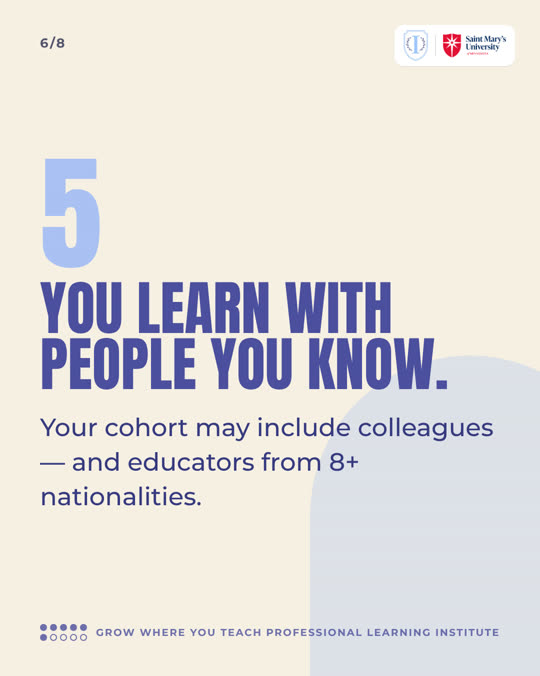 6/8
Saint Mary's
University
5
YOU LEARN WITH
PEOPLE YOU KNOW.
Your cohort may include colleagues
— and educators from 8+
nationalities.
GROW WHERE YOU TEACH PROFESSIONAL LEARNING INSTITUTE